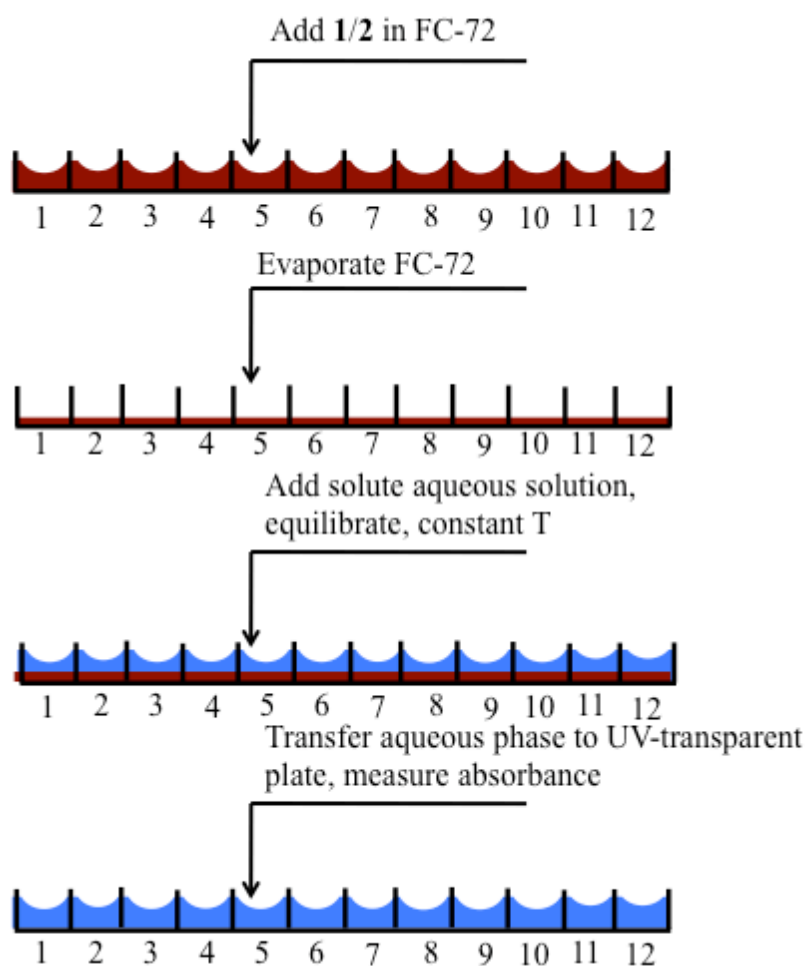 Add 1/2 in FC-72
1 2 3 4 5 6 7 8 9 10 11 12
Evaporate FC-72
1 2 3 4 5 6 7 8 9 10 11 12
Add solute aqueous solution,
equilibrate, constant T
1 2 3 4 5 6 7 8 9 10 11 12
Transfer aqueous phase to UV-transparent
plate, measure absorbance
1 2 3 4 5 6 7 8 9 10 11 12